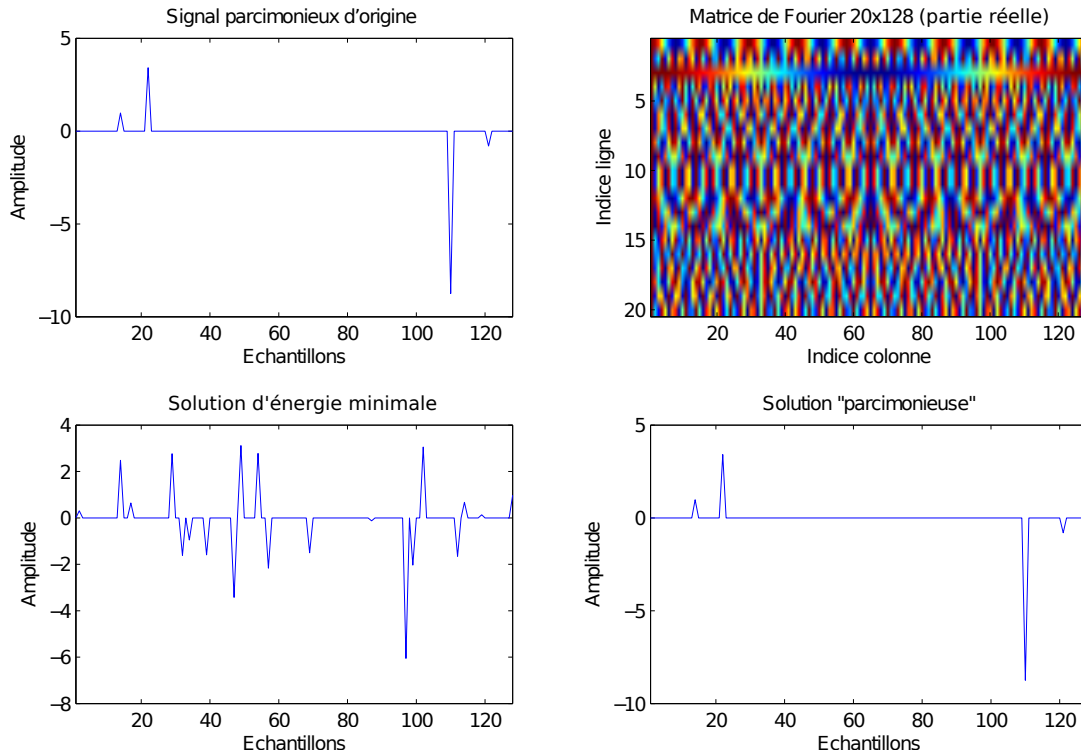 Signal parcimonieux d'origine
5
0
−5
−10
Amplitude
20 40 60 80 100 120
Echantillons
Matrice de Fourier 20x128 (partie réelle)
5
10
15
20
Indice ligne
20 40 60 80 100 120
Indice colonne
Solution d'énergie minimale
4
2
0
−2
−4
−6
−8
Amplitude
20 40 60 80 100 120
Echantillons
Solution "parcimonieuse"
5
0
−5
−10
Amplitude
20 40 60 80 100 120
Echantillons